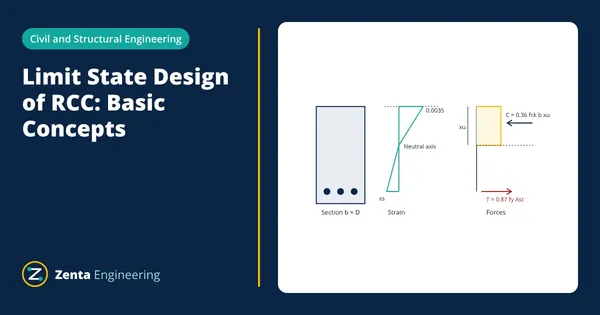 Civil and Structural Engineering
Limit State Design
of RCC: Basic
Concepts
Zenta Engineering
0.0035
C = 0.36 fck b xu
xu
Neutral axis
εs
T = 0.87 fy Ast
Section b × D
Strain
Forces